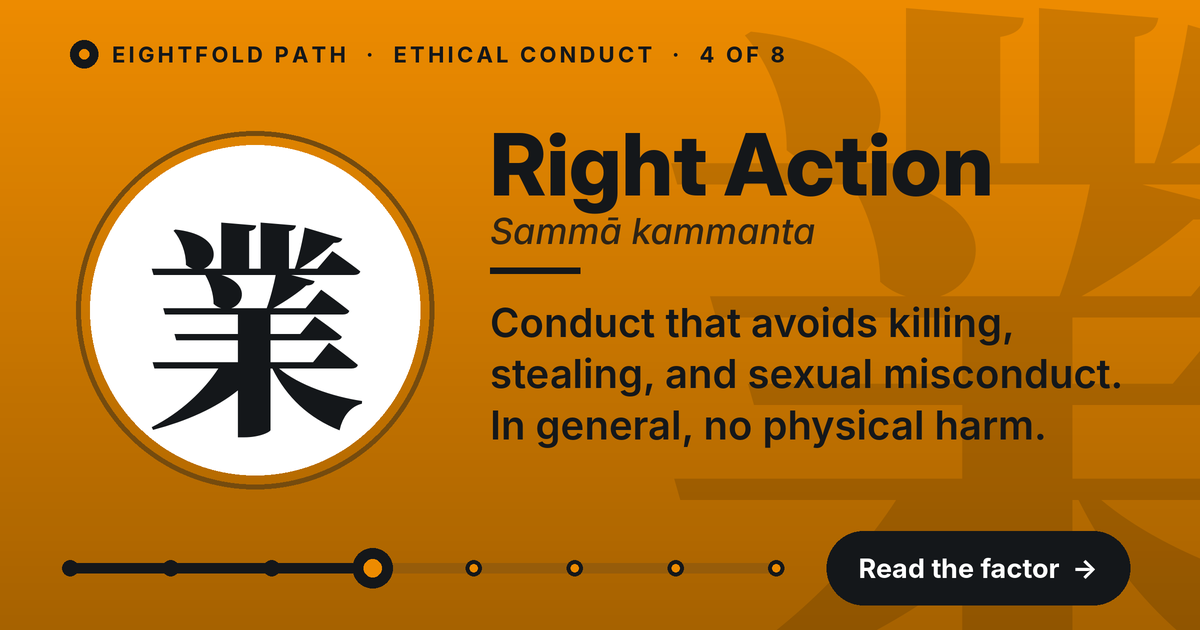 EIGHTFOLD PATH · ETHICAL CONDUCT · 4 OF 8
業
Right Action
Sammā kammanta
Conduct that avoids killing,
stealing, and sexual misconduct.
In general, no physical harm.
Read the factor →